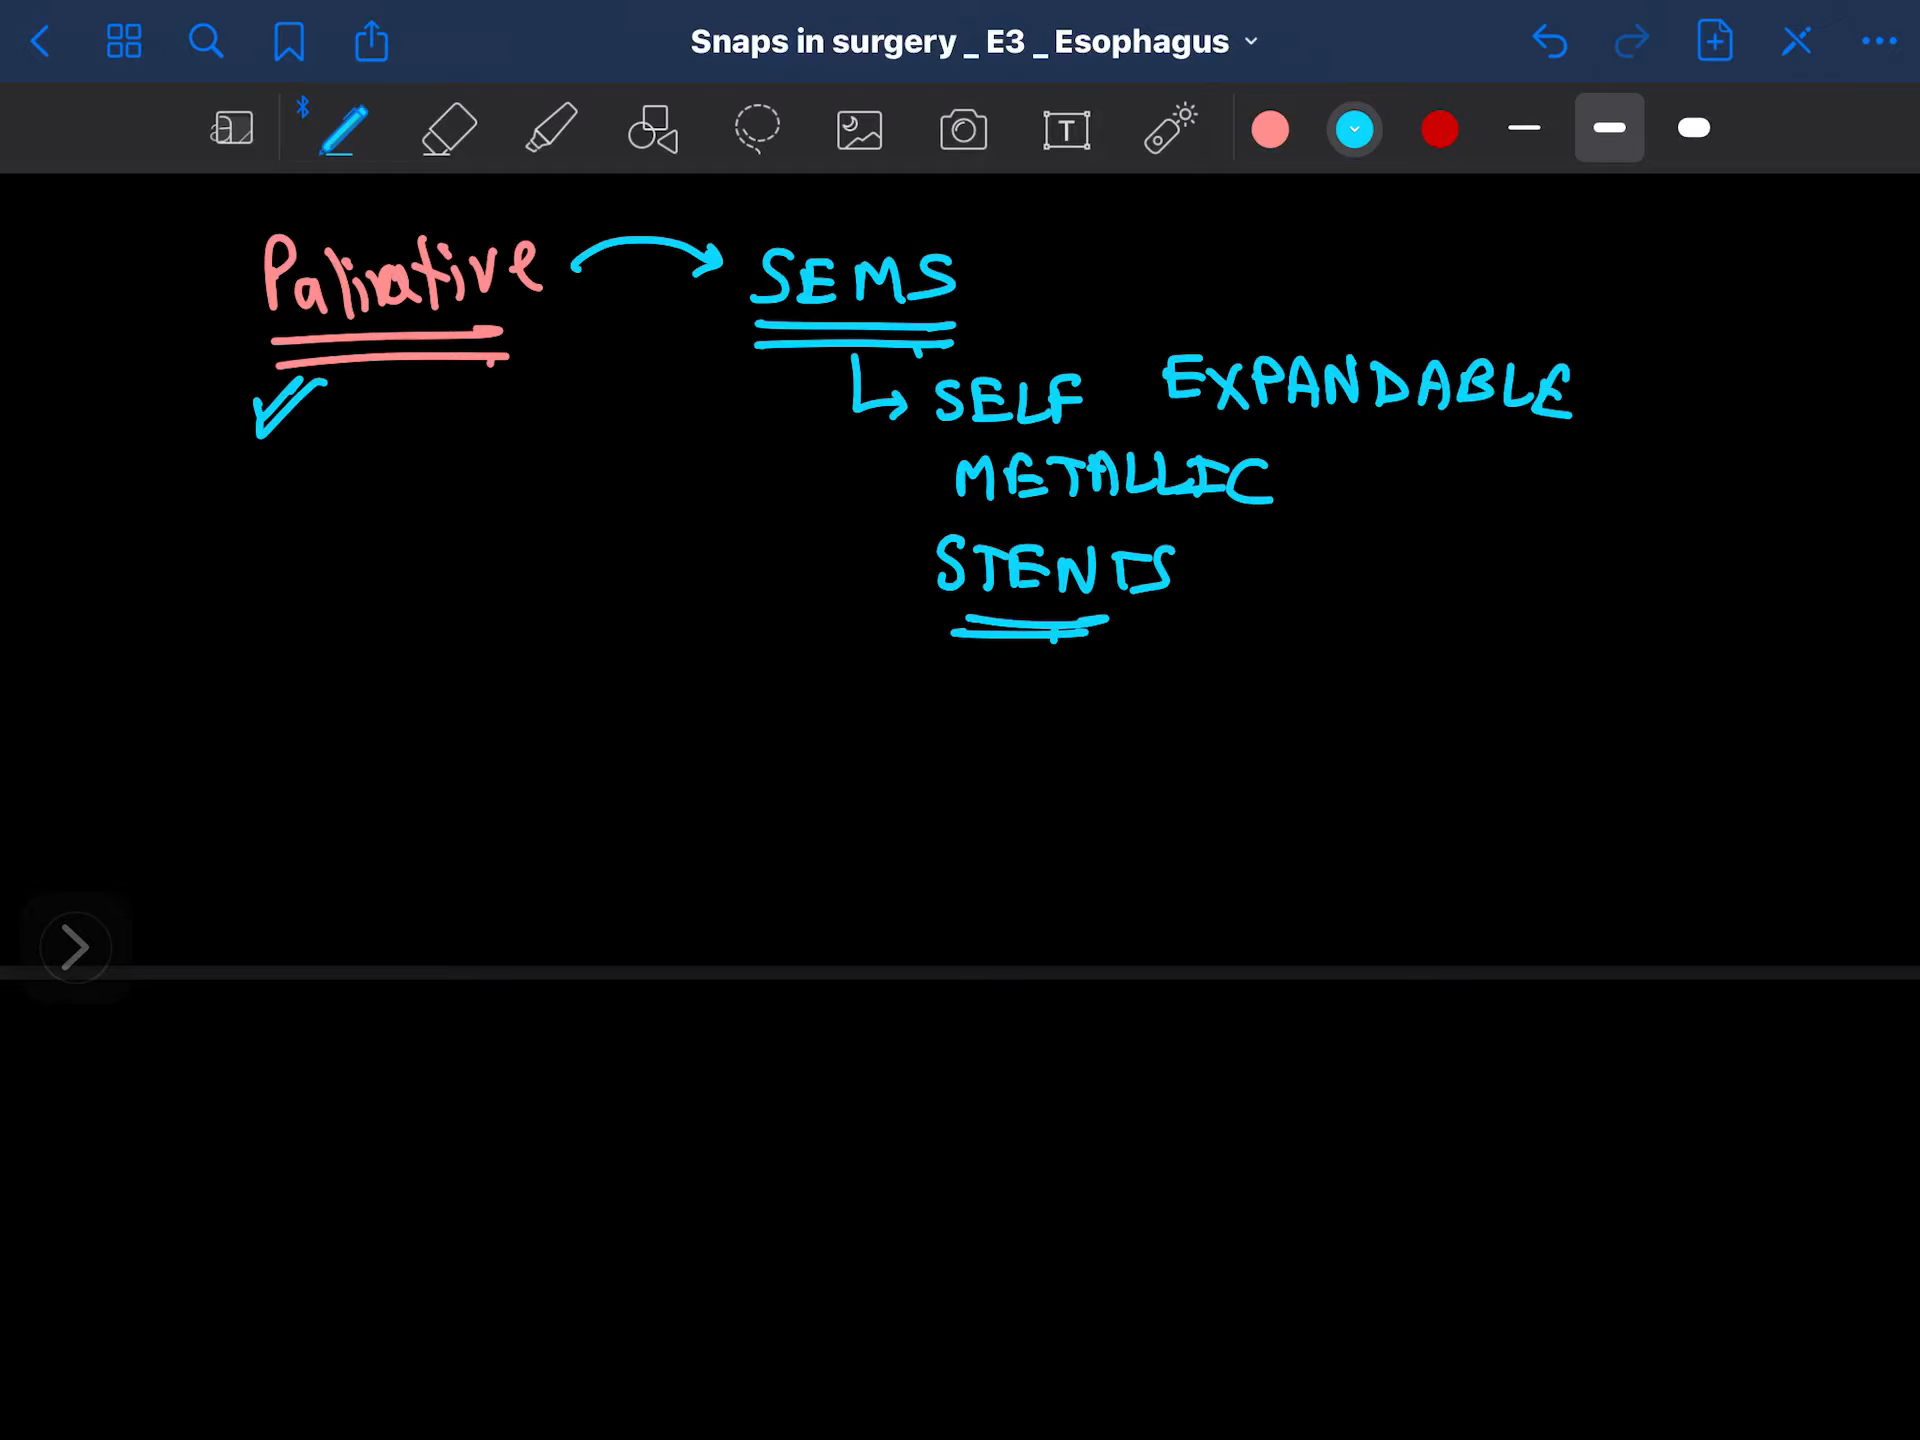 Snaps in surgery _ E3 _ Esophagus
Paliative SEMS
SELF EXPANDABLE
METALLIC
STENTS